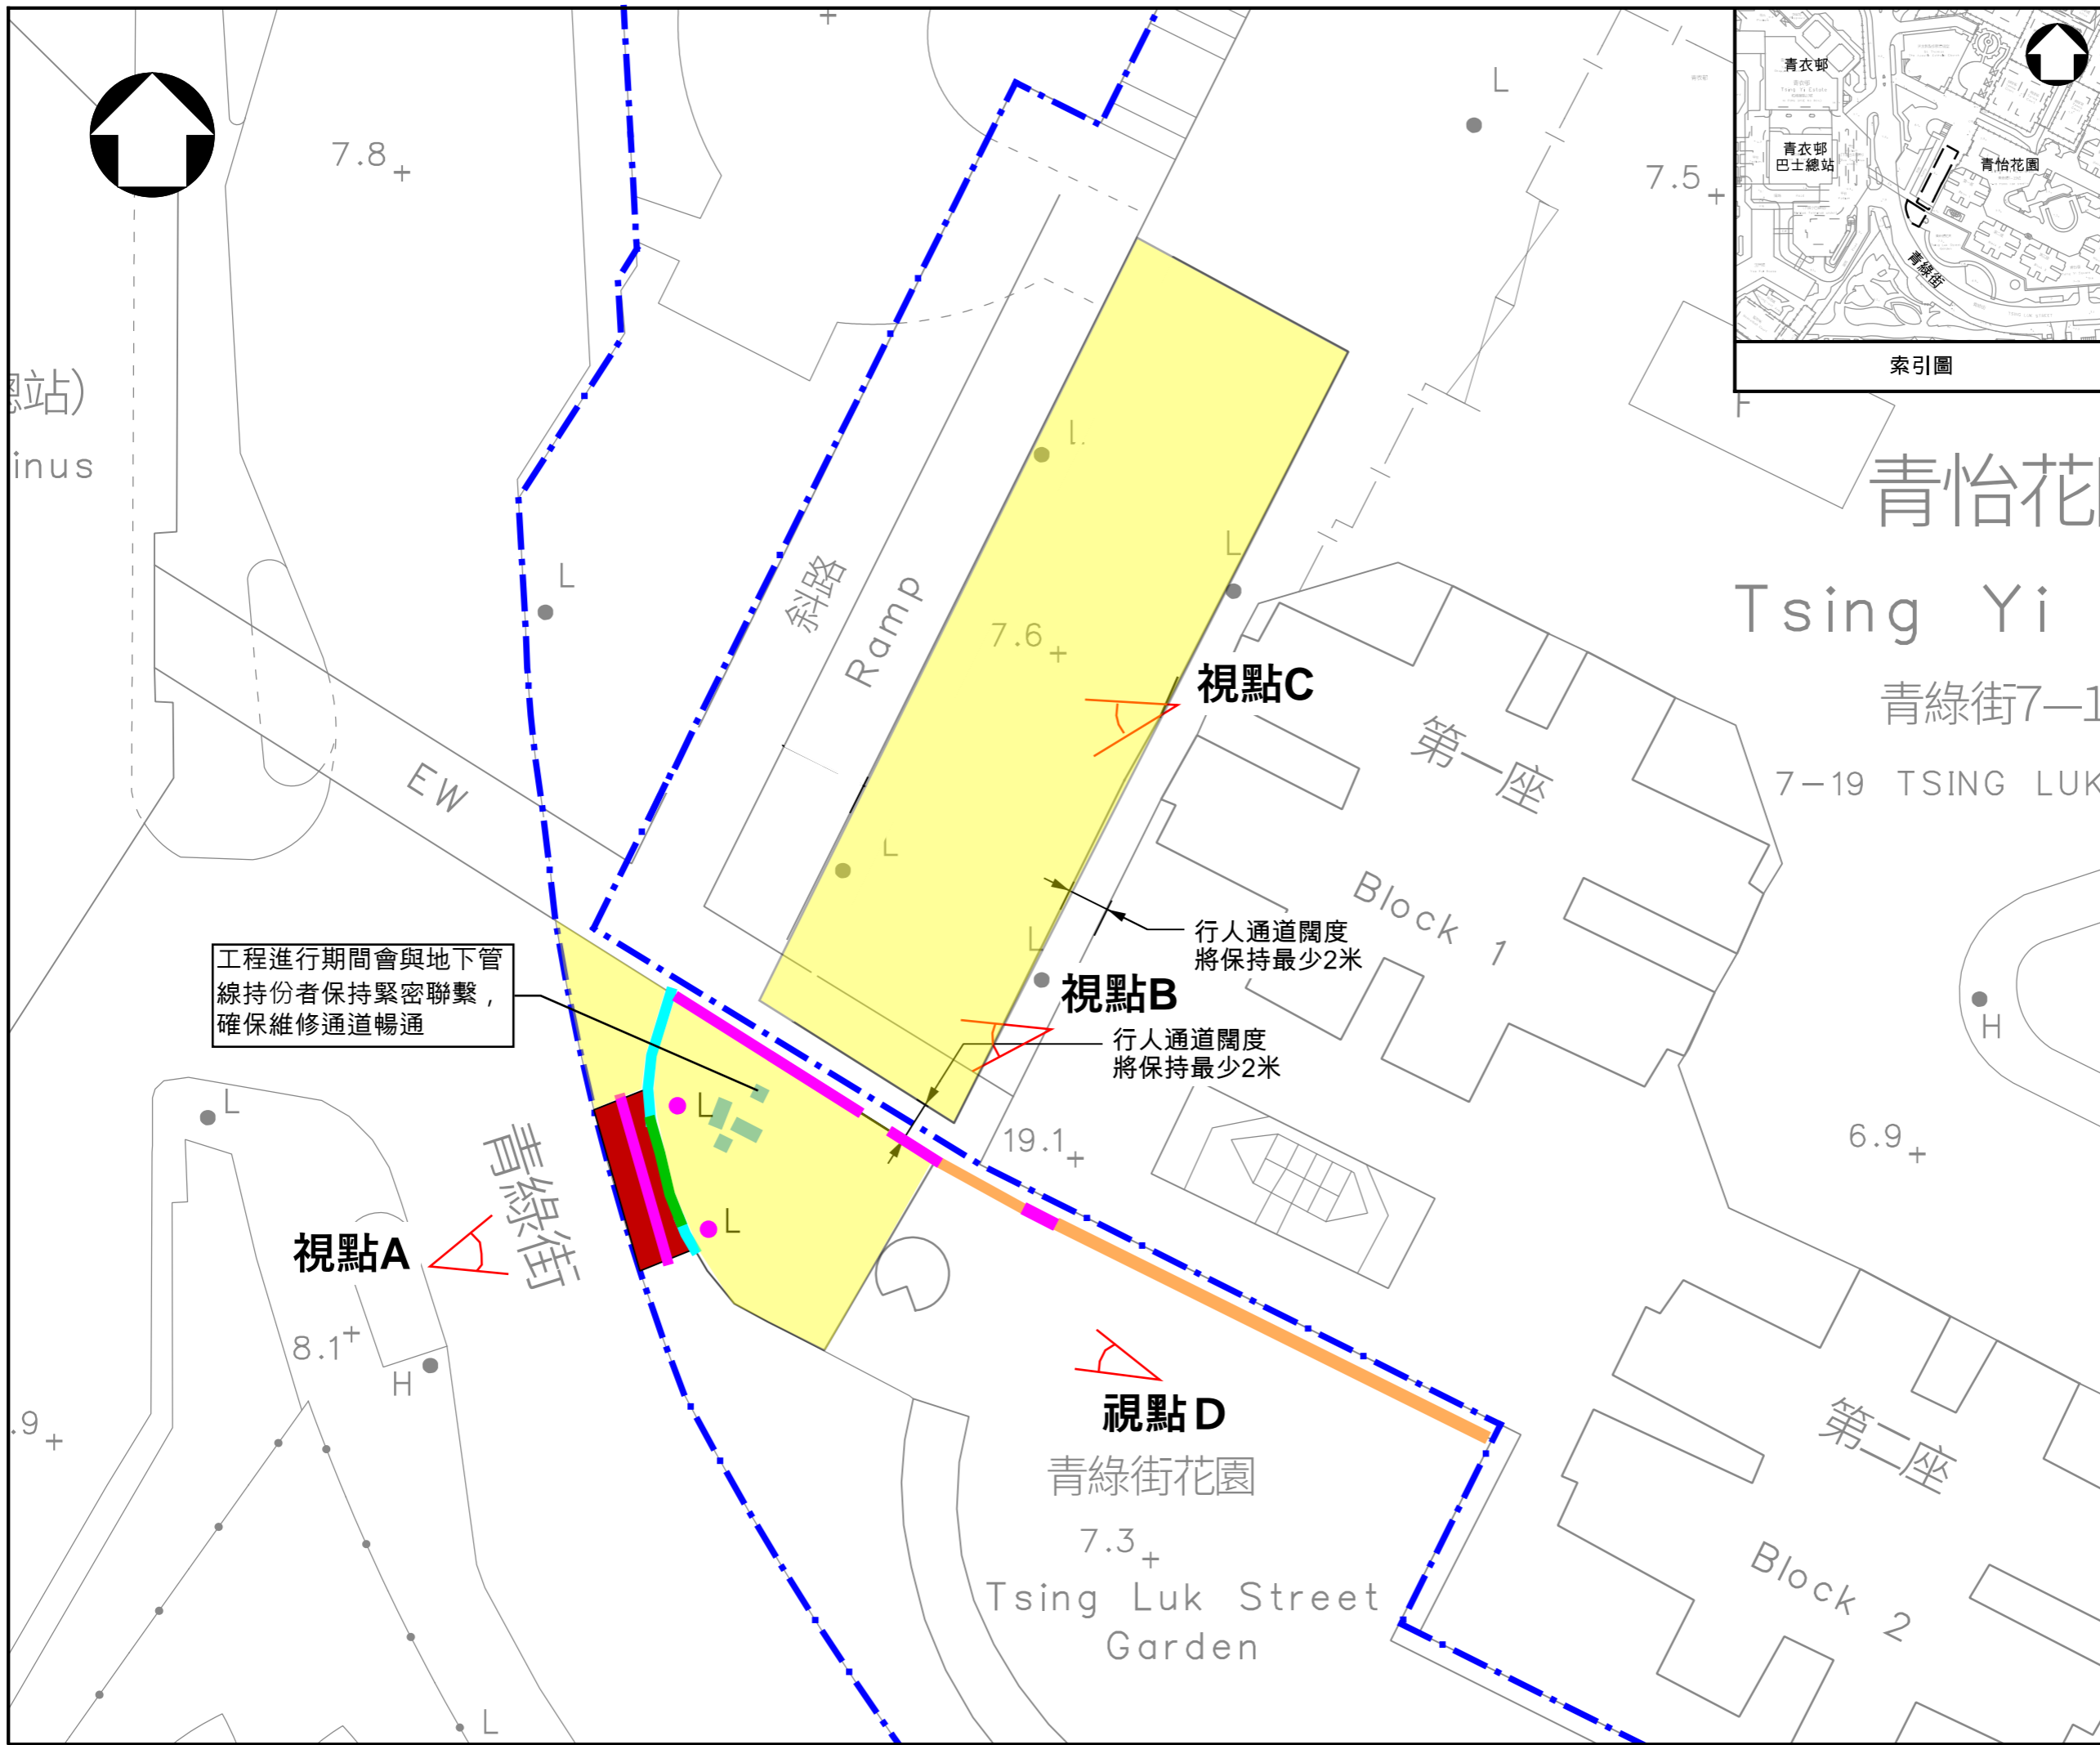 7.8
L
7.5
青衣邨
青衣邨
巴士總站
青怡花園
青綠街
索引圖
總站)
inus
L
F
青怡花
L
L
Tsing Yi
斜路
Ramp
7.6
視點C
青綠街7—1
第一座
7-19 TSING LUK
EW
L
Block 1
行人通道闊度
將保持最少2米
L
工程進行期間會與地下管
線持份者保持緊密聯繫，
確保維修通道暢通
視點B
行人通道闊度
將保持最少2米
H
L
L
青綠街
19.1
6.9
L
視點A
8.1
H
視點D
.9
青綠街花園
第二座
7.3
Tsing Luk Street
Garden
Block 2
L